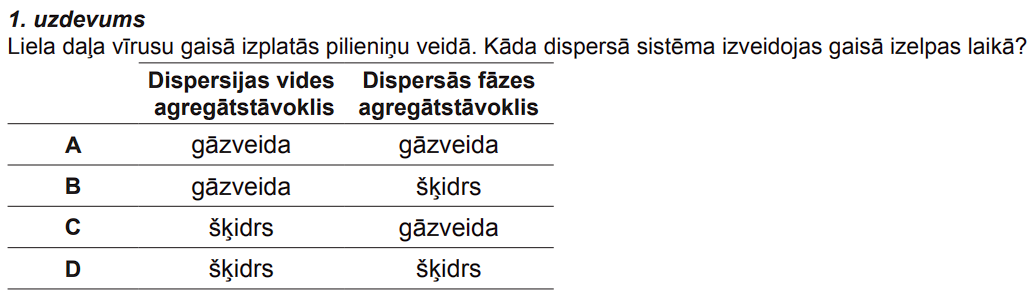 1. uzdevums
Liela daļa vīrusu gaisā izplatās pilieniņu veidā. Kāda dispersā sistēma izveidojas gaisā izelpas laikā?
Dispersijas vides agregātstāvoklis Dispersās fāzes agregātstāvoklis
A gāzveida gāzveida
B gāzveida šķidrs
C šķidrs gāzveida
D šķidrs šķidrs